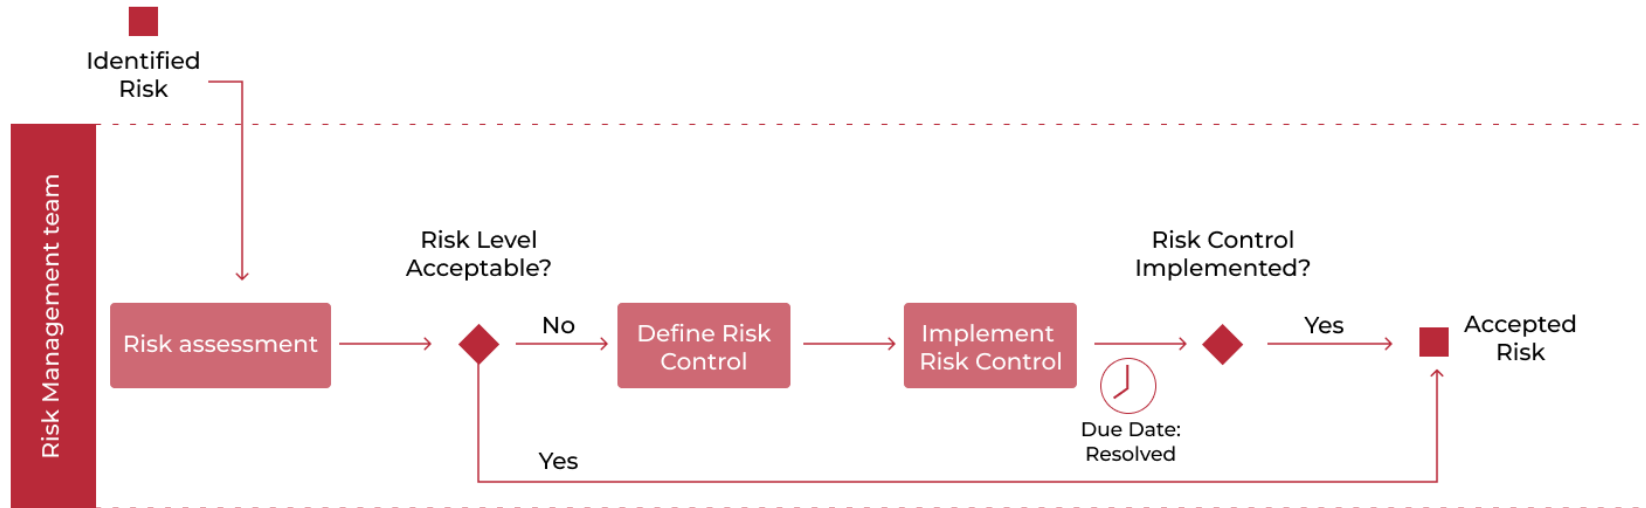 Identified
Risk
Risk Management team
Risk Level
Acceptable?
Risk Control
Implemented?
Risk assessment
No
Define Risk
Control
Implement
Risk Control
Yes
Accepted
Risk
Due Date:
Resolved
Yes